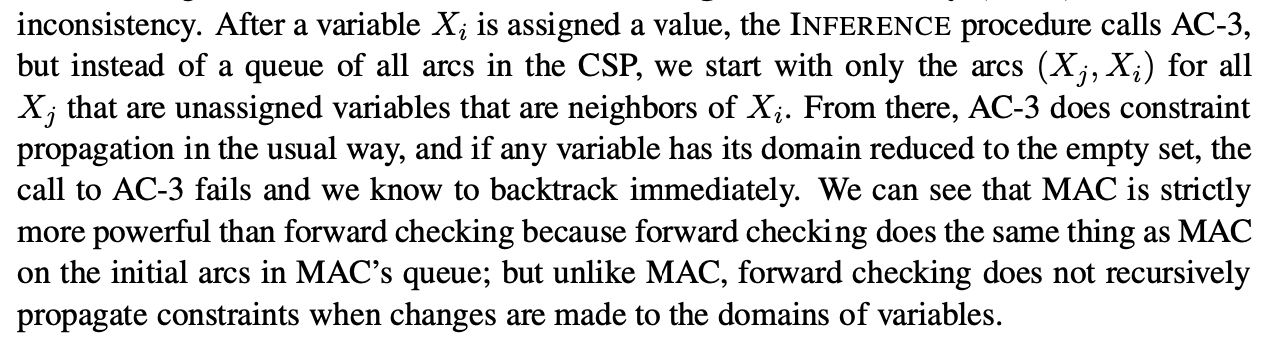 inconsistency. After a variable Xi is assigned a value, the INFERENCE procedure calls AC-3,
but instead of a queue of all arcs in the CSP, we start with only the arcs (Xj, Xi) for all
Xj that are unassigned variables that are neighbors of Xi. From there, AC-3 does constraint
propagation in the usual way, and if any variable has its domain reduced to the empty set, the
call to AC-3 fails and we know to backtrack immediately. We can see that MAC is strictly
more powerful than forward checking because forward checking does the same thing as MAC
on the initial arcs in MAC's queue; but unlike MAC, forward checking does not recursively
propagate constraints when changes are made to the domains of variables.